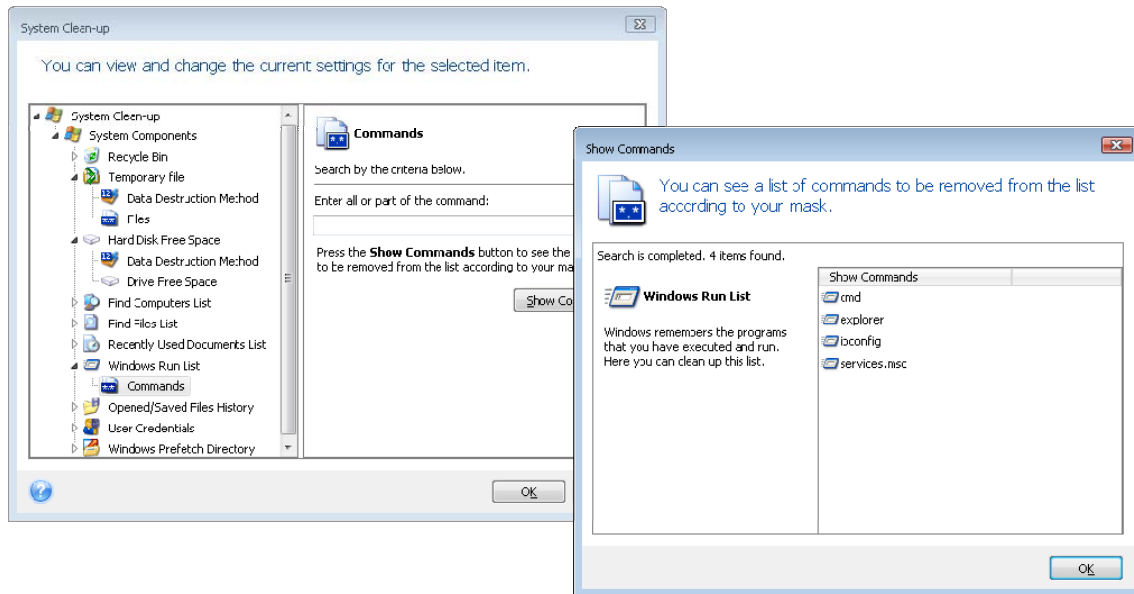 System Clean-up
You can view and change the current settings for the selected item.
System Clean-up
System Components
Recycle Bin
Temporary file
Data Destruction Method
Files
Hard Disk Free Space
Data Destruction Method
Drive Free Space
Find Computers List
Find Files List
Recently Used Documents List
Windows Run List
Commands
Opened/Saved Files History
User Credentials
Windows Prefetch Directory
Commands
Search by the criteria below.
Enter all or part of the command:
Press the Show Commands button to see the
to be removed from the list according to your ma
Show Co
OK
Show Commands
You can see a list of commands to be removed from the list
according to your mask.
Search is completed. 4 items found.
Windows Run List
Windows remembers the programs
that you have executed and run.
Here you can clean up this list.
Show Commands
cmd
explorer
ipconfig
services.msc
OK